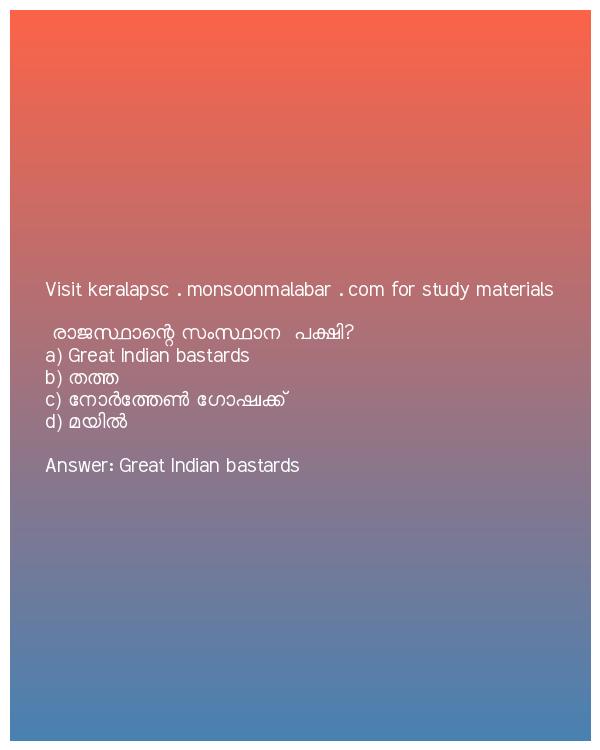 Visit keralapsc . monsoonmalabar . com for study materials
രാജസ്ഥാന്റെ സംസ്ഥാന പക്ഷി?
a) Great Indian bastards
b) തത്ത
c) നോർത്തേൺ ഗോഷ്വക്ക്
d) മയിൽ
Answer: Great Indian bastards